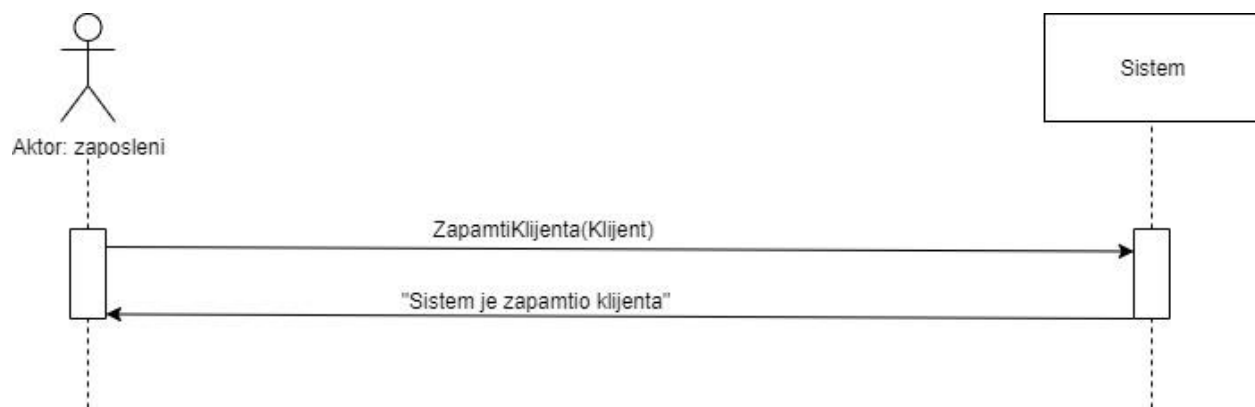 Sistem
Aktor: zaposleni
ZapamtiKlijenta(Klijent)
"Sistem je zapamtio klijenta"